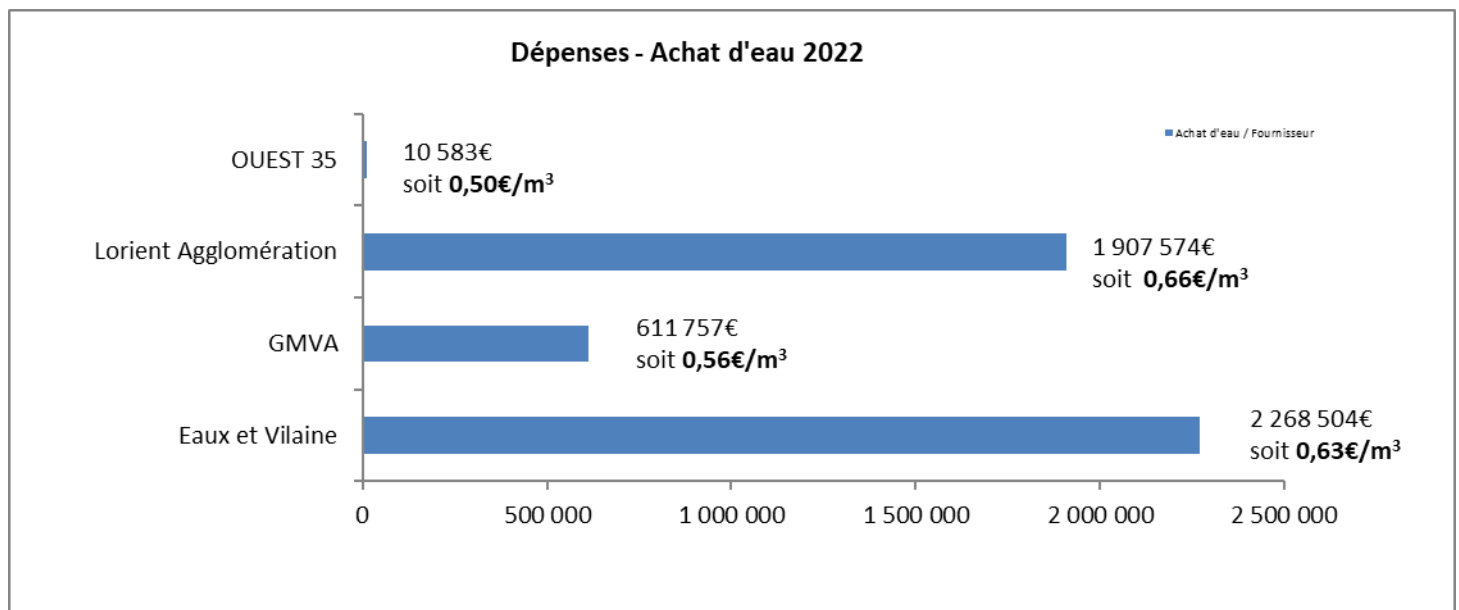 Dépenses - Achat d'eau 2022
Achat d'eau / Fournisseur
OUEST 35
10 583€
soit 0,50€/m³
Lorient Agglomération
1 907 574€
soit 0,66€/m³
GMVA
611 757€
soit 0,56€/m³
Eaux et Vilaine
2 268 504€
soit 0,63€/m³
0 500 000 1 000 000 1 500 000 2 000 000 2 500 000